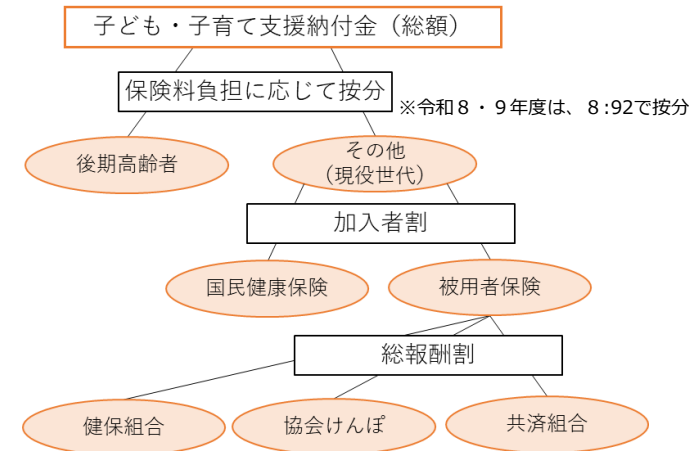 子ども・子育て支援納付金（総額）
保険料負担に応じて按分
※令和８・９年度は、８:92で按分
後期高齢者
その他
（現役世代）
加入者割
国民健康保険
被用者保険
総報酬割
健保組合
協会けんぽ
共済組合